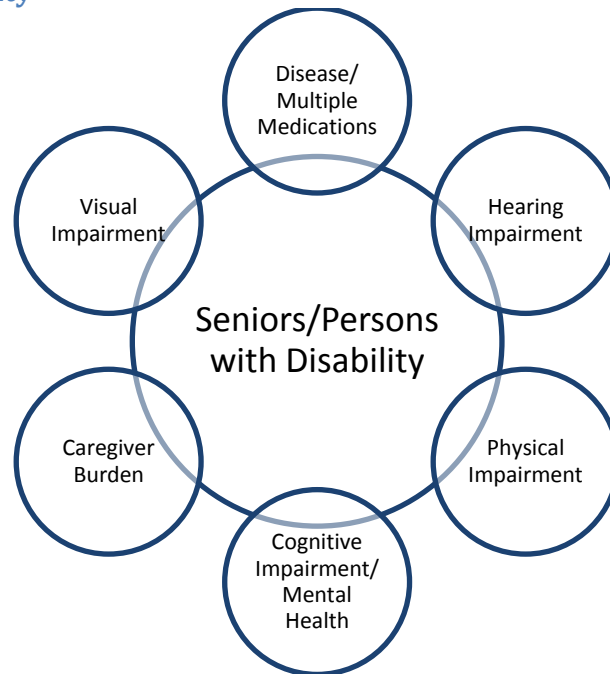 Disease/
Multiple
Medications
Visual
Impairment
Hearing
Impairment
Seniors/Persons
with Disability
Caregiver
Burden
Physical
Impairment
Cognitive
Impairment/
Mental
Health